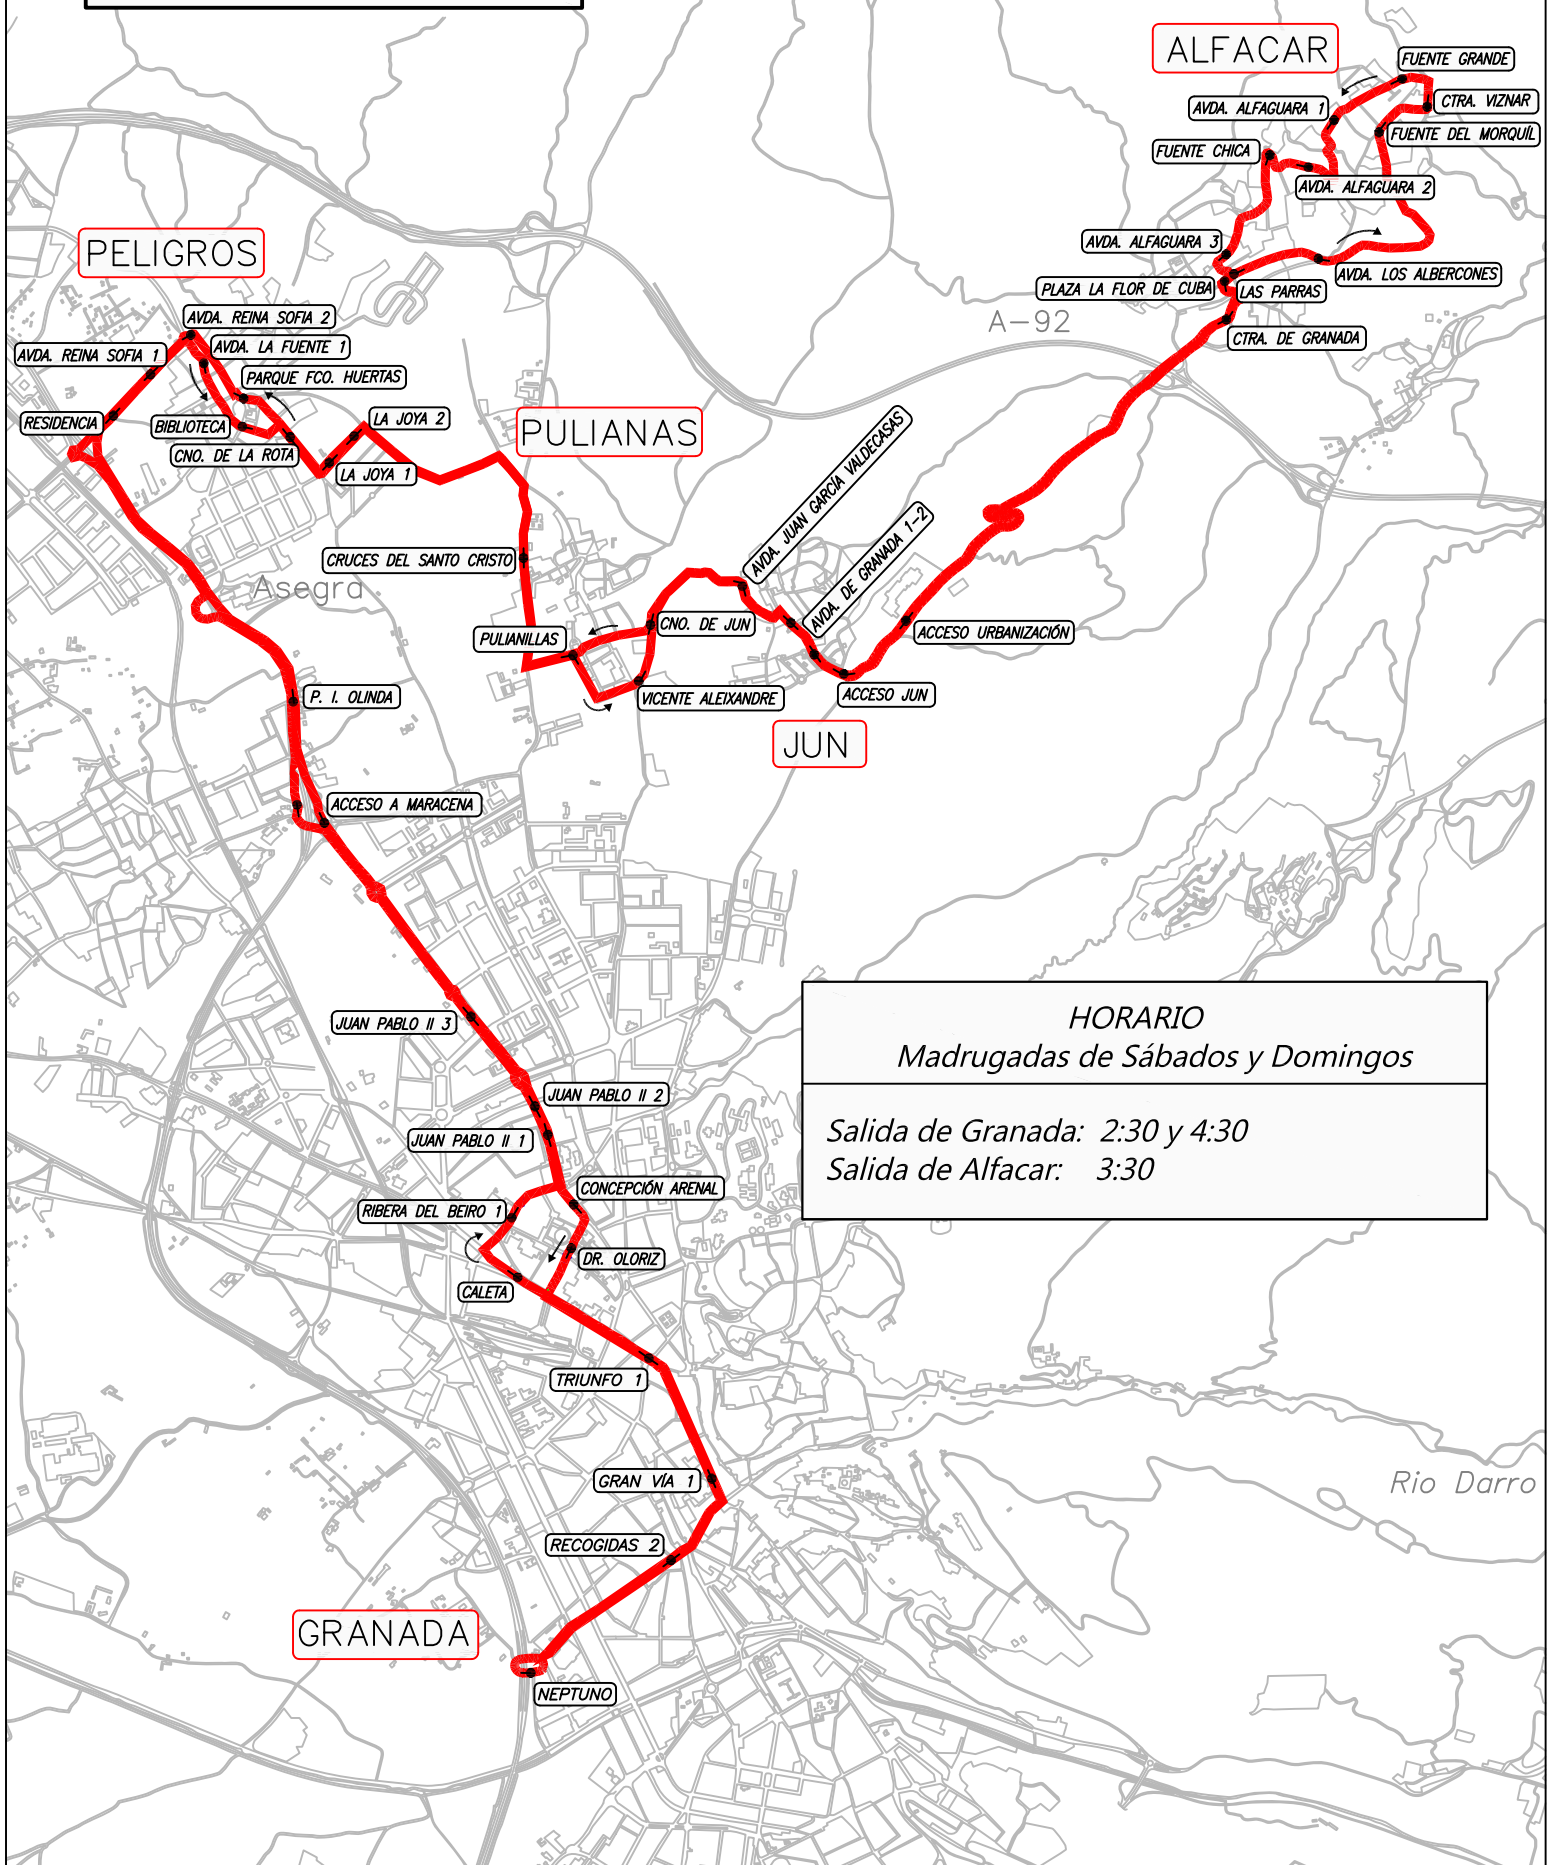 ALFACAR
FUENTE GRANDE
CTRA. VIZNAR
AVDA. ALFAGUARA 1
FUENTE DEL MORQUÍL
FUENTE CHICA
AVDA. ALFAGUARA 2
AVDA. ALFAGUARA 3
AVDA. LOS ALBERCONES
PLAZA LA FLOR DE CUBA
LAS PARRAS
A-92
CTRA. DE GRANADA
PELIGROS
AVDA. REINA SOFIA 2
AVDA. LA FUENTE 1
AVDA. REINA SOFIA 1
PARQUE FCO. HUERTAS
RESIDENCIA
BIBLIOTECA
LA JOYA 2
CNO. DE LA ROTA
LA JOYA 1
PULIANAS
AVDA. JUAN GARCÍA VALDECASAS
AVDA. DE GRANADA 1-2
CRUCES DEL SANTO CRISTO
Asegra
CNO. DE JUN
PULIANILLAS
ACCESO URBANIZACIÓN
VICENTE ALEIXANDRE
ACCESO JUN
P. I. OLINDA
JUN
ACCESO A MARACENA
JUAN PABLO II 3
HORARIO
Madrugadas de Sábados y Domingos
Salida de Granada: 2:30 y 4:30
Salida de Alfacar: 3:30
JUAN PABLO II 2
JUAN PABLO II 1
CONCEPCIÓN ARENAL
RIBERA DEL BEIRO 1
DR. OLORIZ
CALETA
TRIUNFO 1
GRAN VÍA 1
Rio Darro
RECOGIDAS 2
GRANADA
NEPTUNO